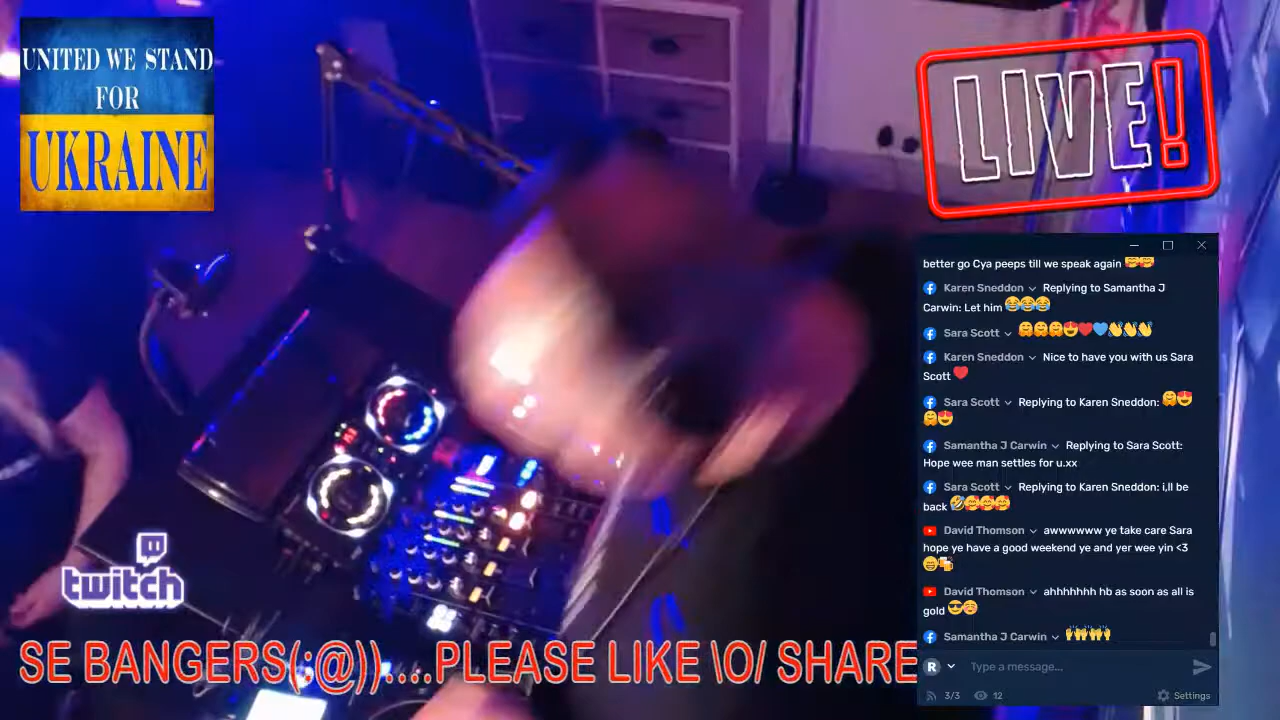 UNITED WE STAND
FOR
UKRAINE
LIVE!
better go Cya peeps till we speak again 🥰🥰
Karen Sneddon Replying to Samantha J
Carwin: Let him 😂😂😂
Sara Scott 🤗🤗🤗😍❤️💙👏👏👏
Karen Sneddon Nice to have you with us Sara
Scott ❤️
Sara Scott Replying to Karen Sneddon: 🤗😍
🤗😍
Samantha J Carwin Replying to Sara Scott:
Hope wee man settles for u.xx
Sara Scott Replying to Karen Sneddon: i,ll be
back 🤣🥰🥰🥰
David Thomson awwwwww ye take care Sara
hope ye have a good weekend ye and yer wee yin <3
😁🍻
David Thomson ahhhhhhh hb as soon as all is
gold 😎☺️
Samantha J Carwin 🙌🙌🙌
R Type a message...
3/3 12 Settings
twitch
SE BANGERS(;@))....PLEASE LIKE \O/ SHARE